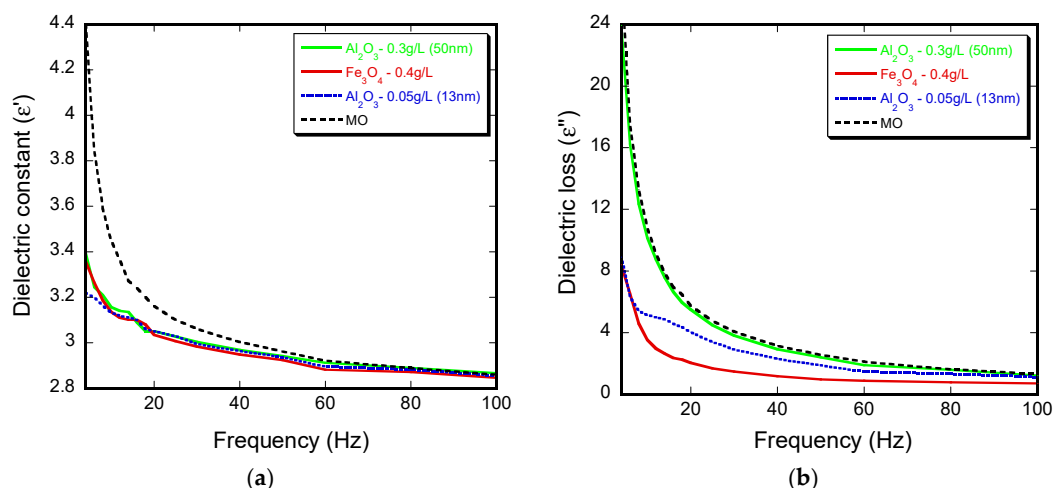 4.4
4.2
4
3.8
3.6
3.4
3.2
3.0
2.8
Dielectric constant (ε')
Al₂O₃ - 0.3g/L (50nm)
Fe₃O₄ - 0.4g/L
Al₂O₃ - 0.05g/L (13nm)
MO
20
40
60
80
100
Frequency (Hz)
(a)
24
20
16
12
8
4
0
Dielectric loss (ε'')
Al₂O₃ - 0.3g/L (50nm)
Fe₃O₄ - 0.4g/L
Al₂O₃ - 0.05g/L (13nm)
MO
20
40
60
80
100
Frequency (Hz)
(b)